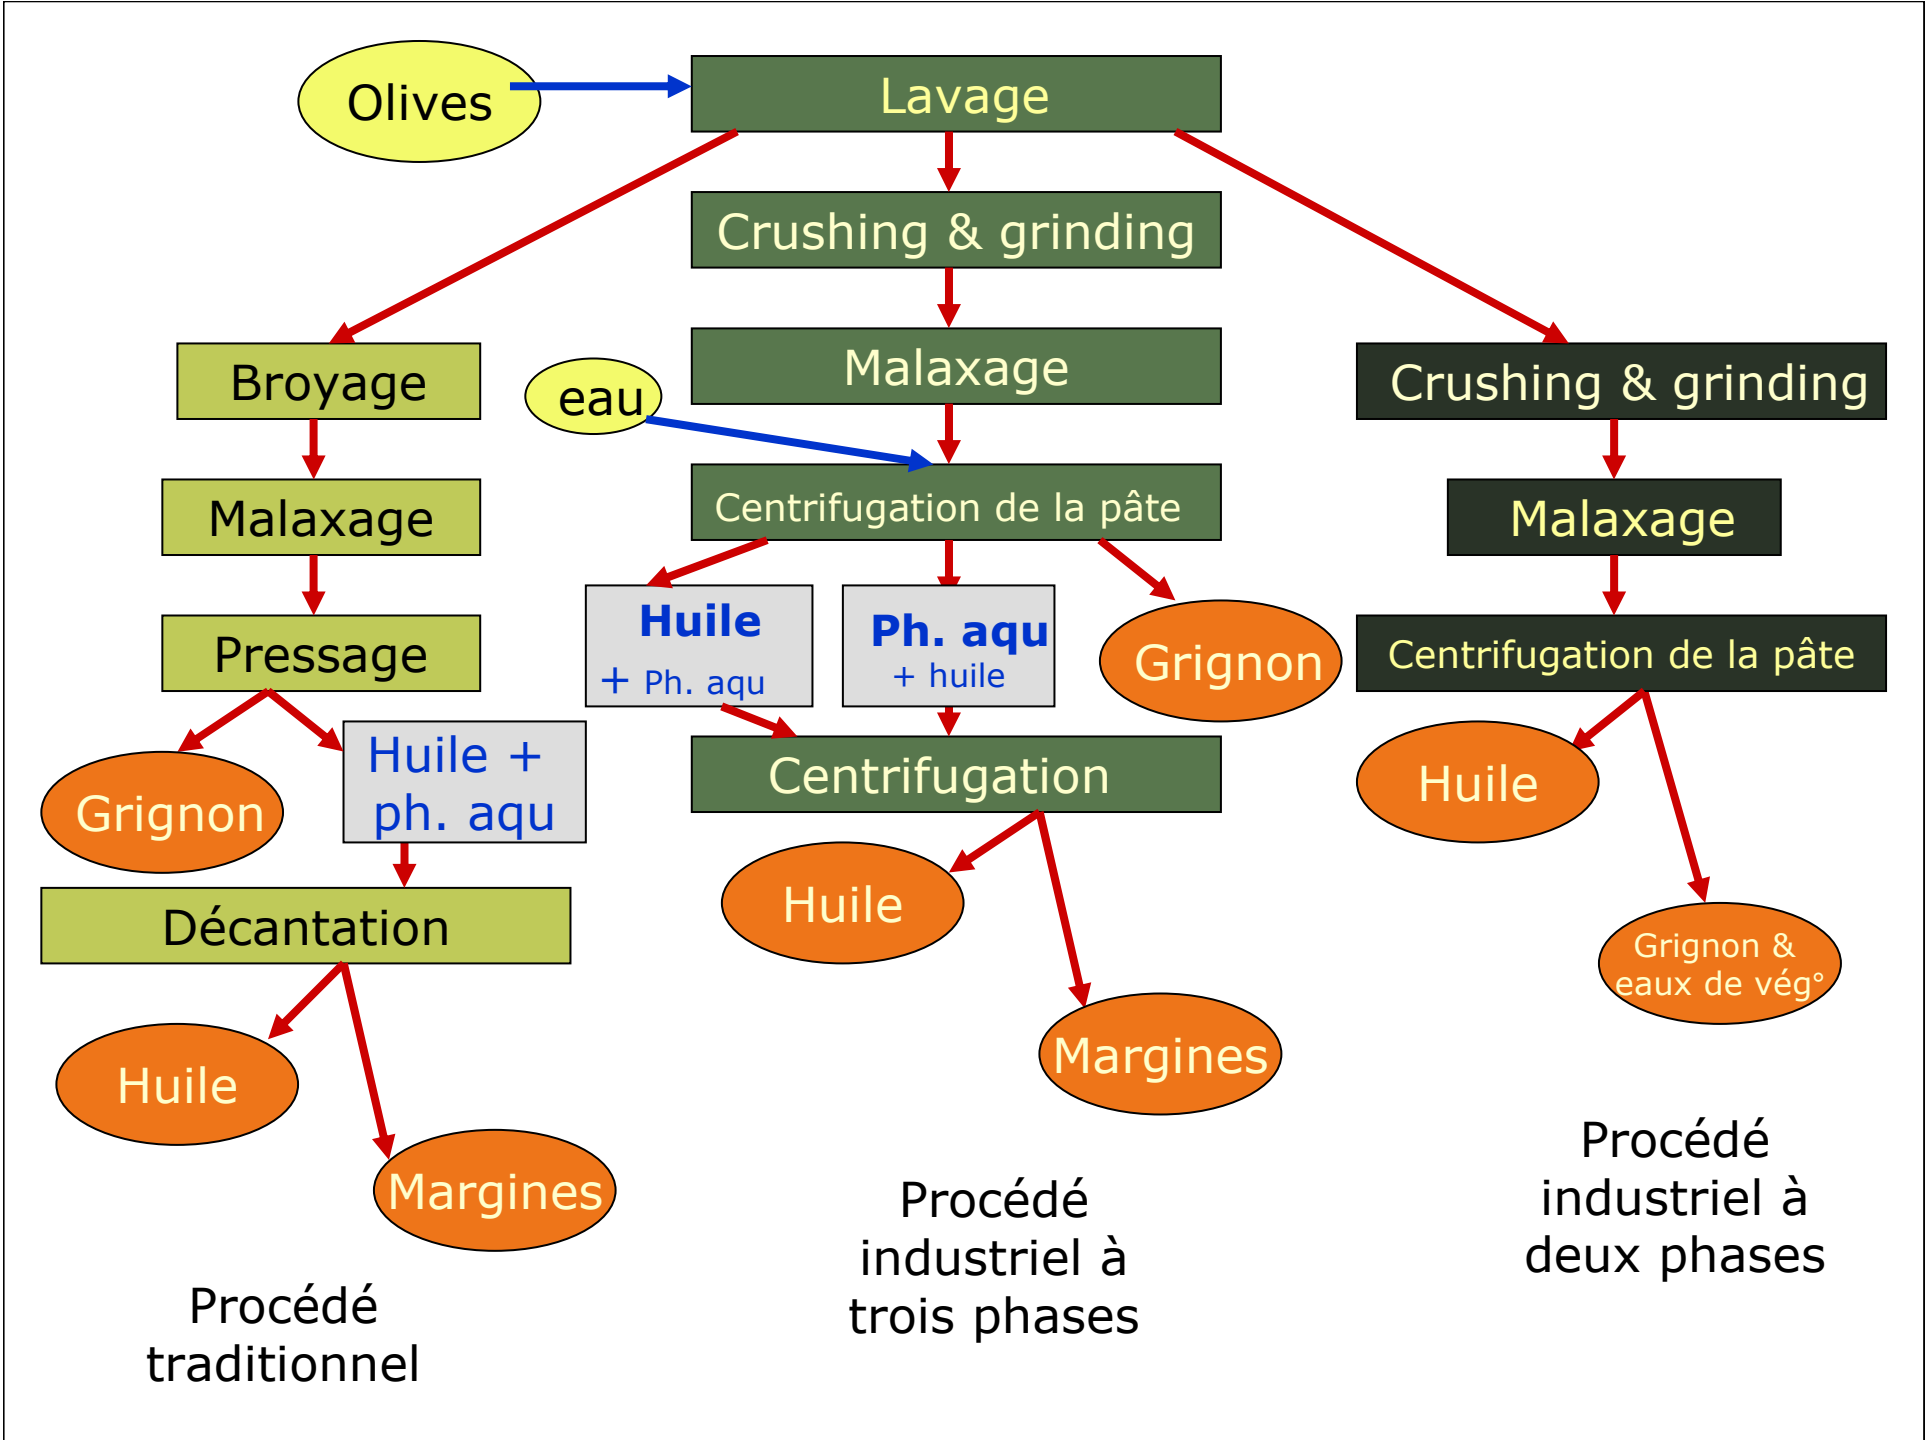 Olives
Lavage
Crushing & grinding
Broyage
eau
Malaxage
Crushing & grinding
Malaxage
Centrifugation de la pâte
Malaxage
Pressage
Huile
+ Ph. aqu
Ph. aqu
+ huile
Grignon
Centrifugation de la pâte
Grignon
Huile +
ph. aqu
Centrifugation
Huile
Décantation
Huile
Grignon &
eaux de vég°
Huile
Margines
Margines
Procédé
traditionnel
Procédé
industriel à
trois phases
Procédé
industriel à
deux phases